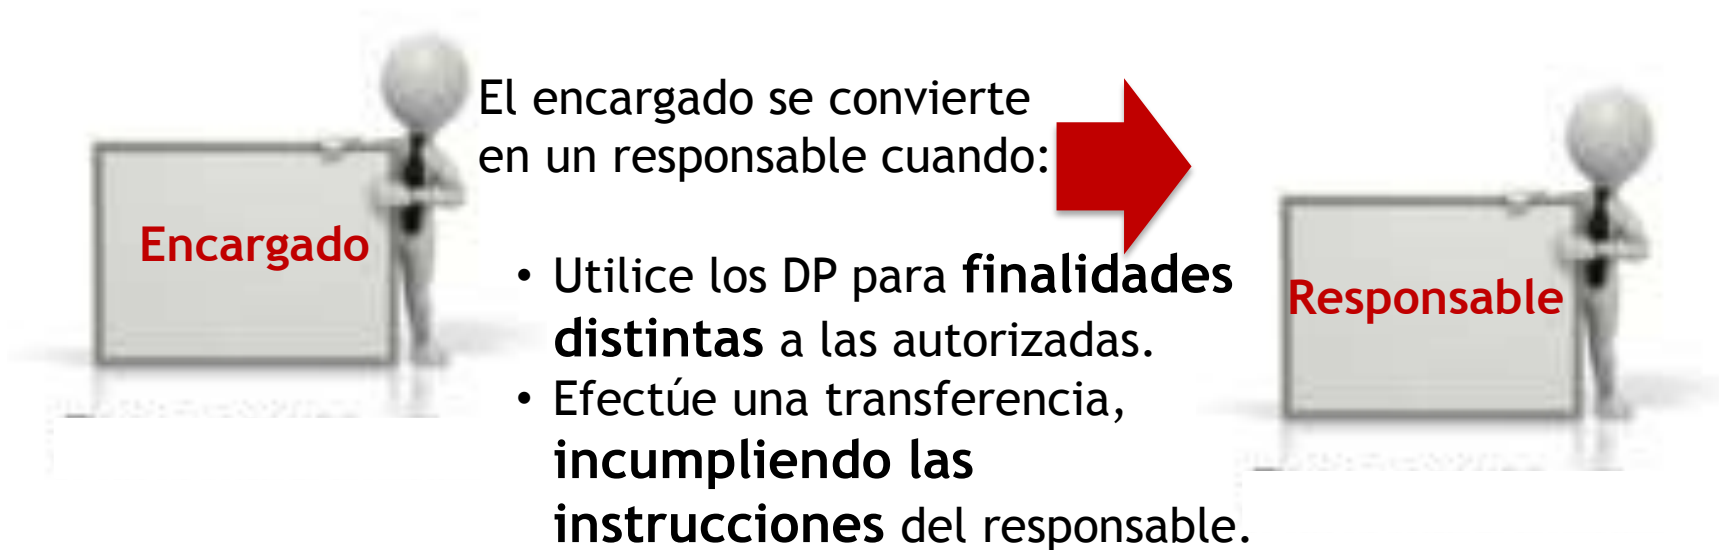 Encargado
El encargado se convierte
en un responsable cuando:
• Utilice los DP para finalidades
distintas a las autorizadas.
• Efectúe una transferencia,
incumpliendo las
instrucciones del responsable.
Responsable